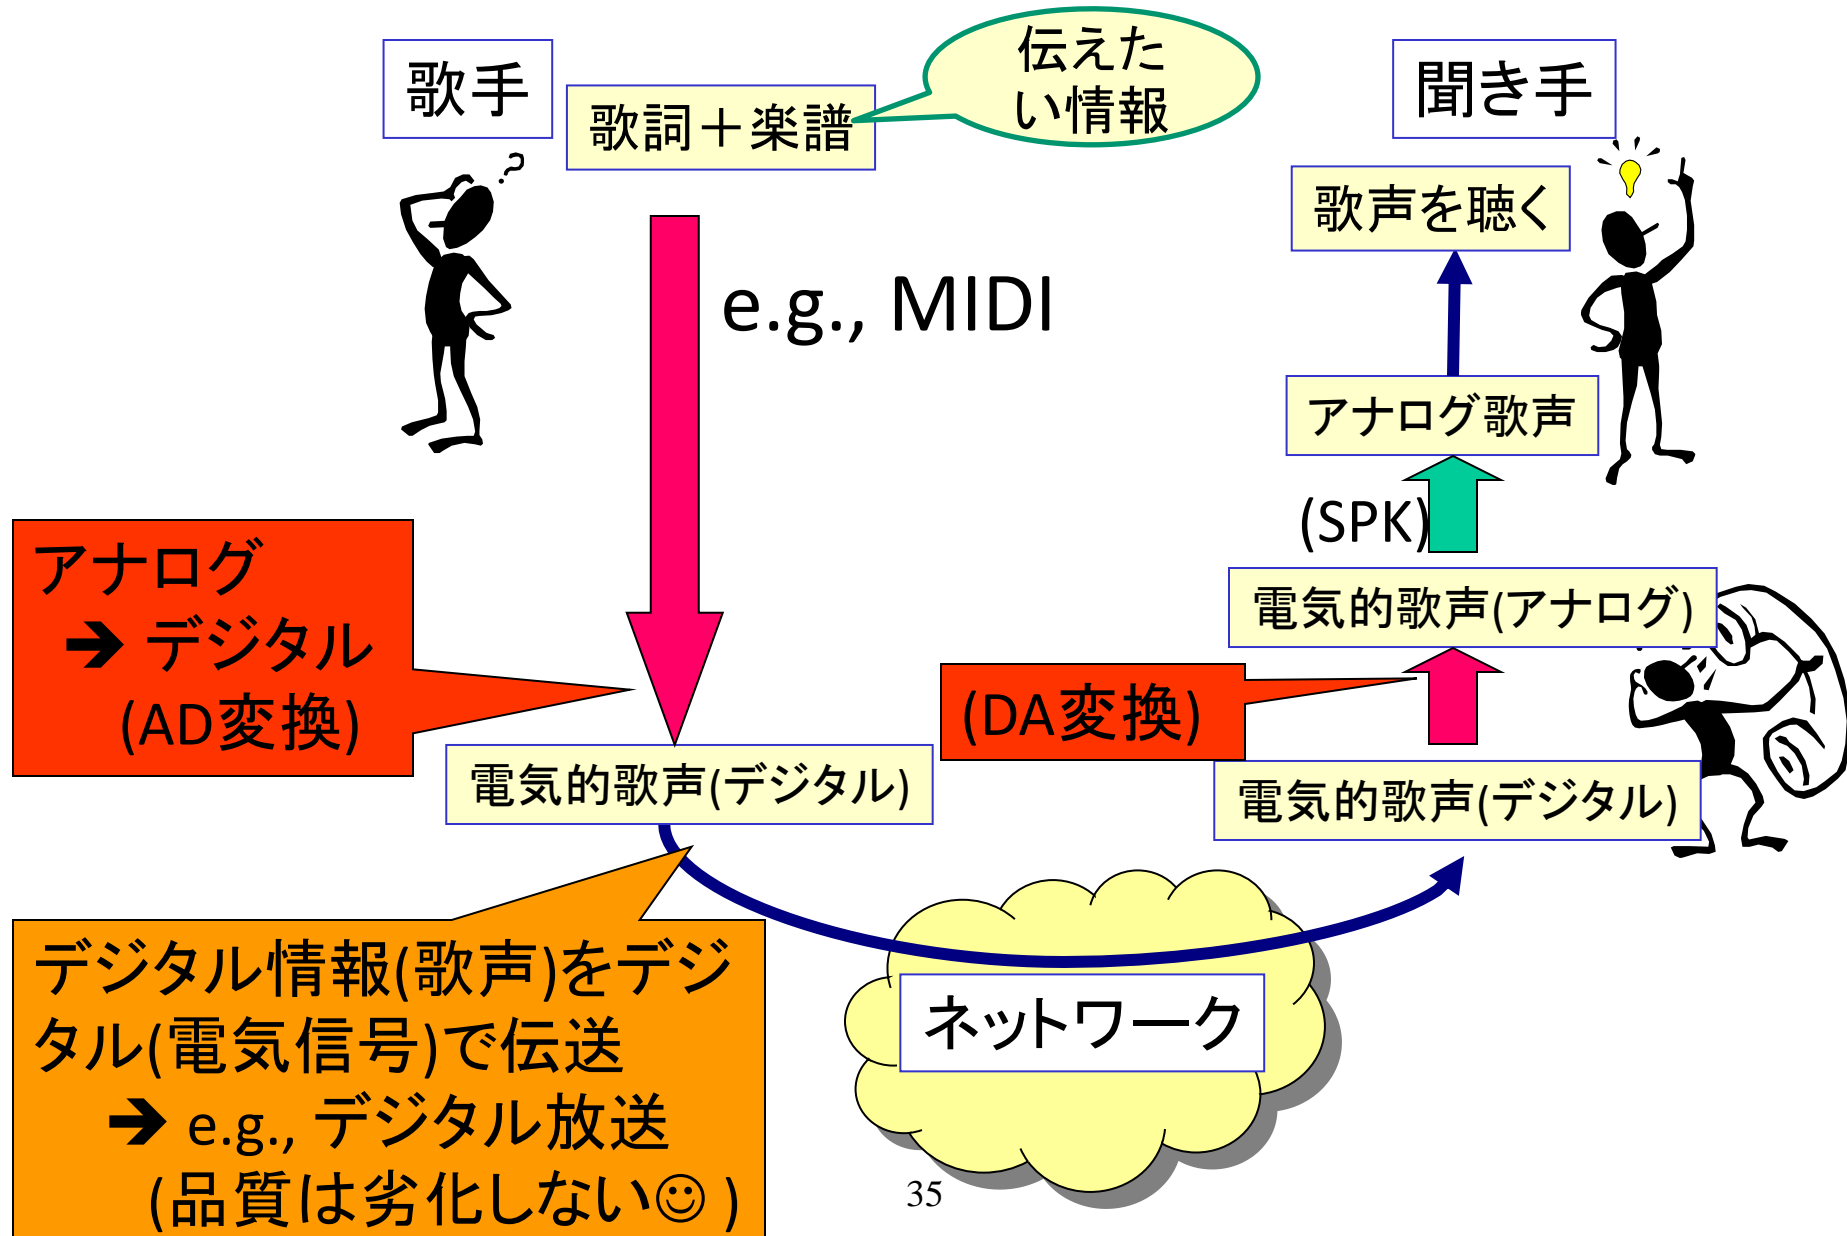 歌手
歌詞＋楽譜
伝えた
い情報
聞き手
歌声を聴く
e.g., MIDI
アナログ歌声
(SPK)
アナログ
➔ デジタル
(AD変換)
電気的歌声(アナログ)
(DA変換)
電気的歌声(デジタル)
電気的歌声(デジタル)
デジタル情報(歌声)をデジ
タル(電気信号)で伝送
➔ e.g., デジタル放送
(品質は劣化しない☺ )
ネットワーク
35